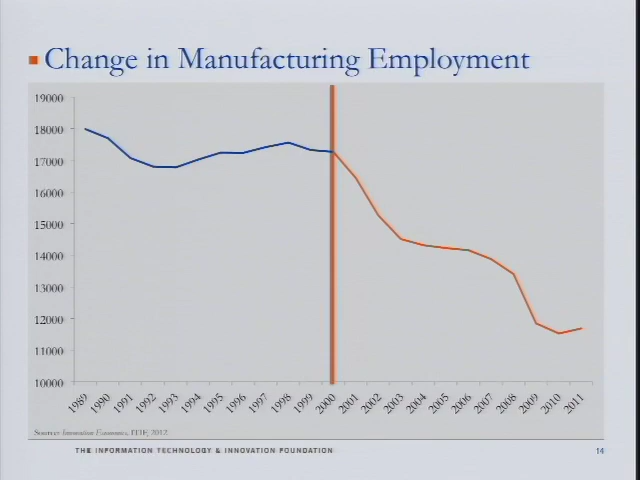 Change in Manufacturing Employment
19000
18000
17000
16000
15000
14000
13000
12000
11000
10000
1989 1990 1991 1992 1993 1994 1995 1996 1997 1998 1999 2000 2001 2002 2003 2004 2005 2006 2007 2008 2009 2010 2011
Source: Innovation Economics, ITIF, 2012
THE INFORMATION TECHNOLOGY & INNOVATION FOUNDATION 14